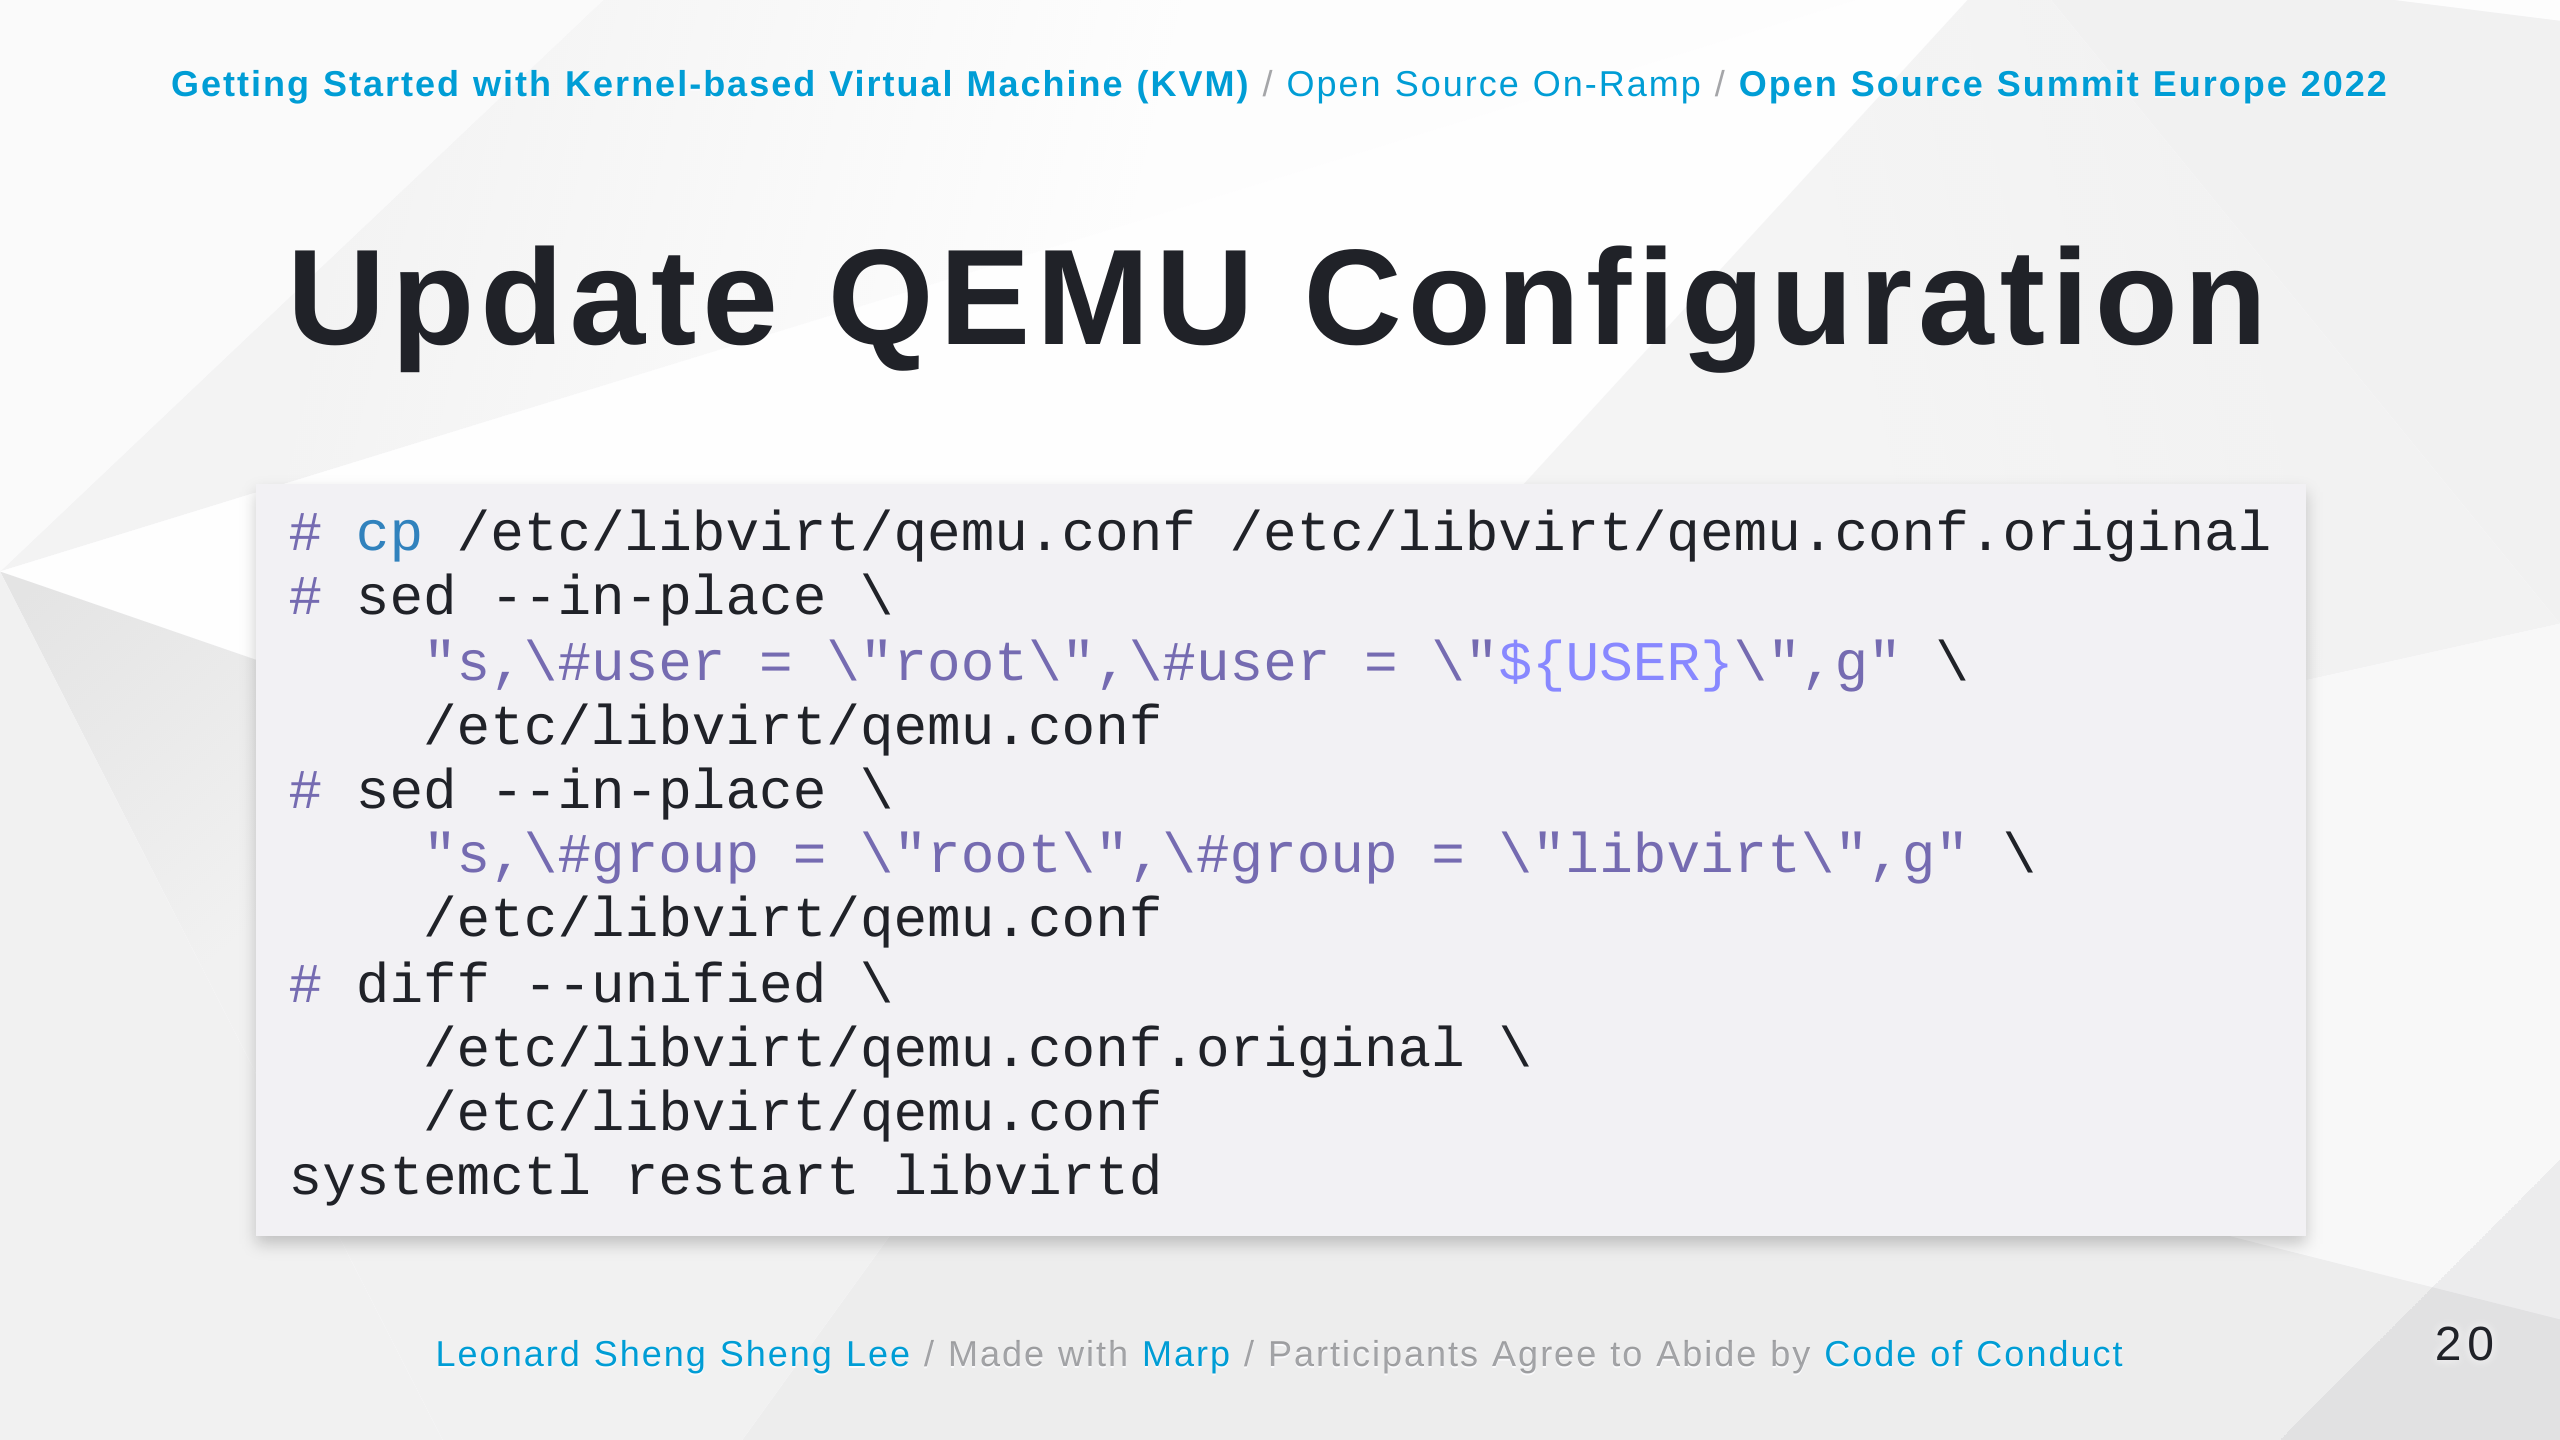 Getting Started with Kernel-based Virtual Machine (KVM) / Open Source On-Ramp / Open Source Summit Europe 2022
Update QEMU Configuration
# cp /etc/libvirt/qemu.conf /etc/libvirt/qemu.conf.original
# sed --in-place \
    "s,\#user = \"root\",\#user = \"${USER}\",g" \
    /etc/libvirt/qemu.conf
# sed --in-place \
    "s,\#group = \"root\",\#group = \"libvirt\",g" \
    /etc/libvirt/qemu.conf
# diff --unified \
    /etc/libvirt/qemu.conf.original \
    /etc/libvirt/qemu.conf
systemctl restart libvirtd
Leonard Sheng Sheng Lee / Made with Marp / Participants Agree to Abide by Code of Conduct
20